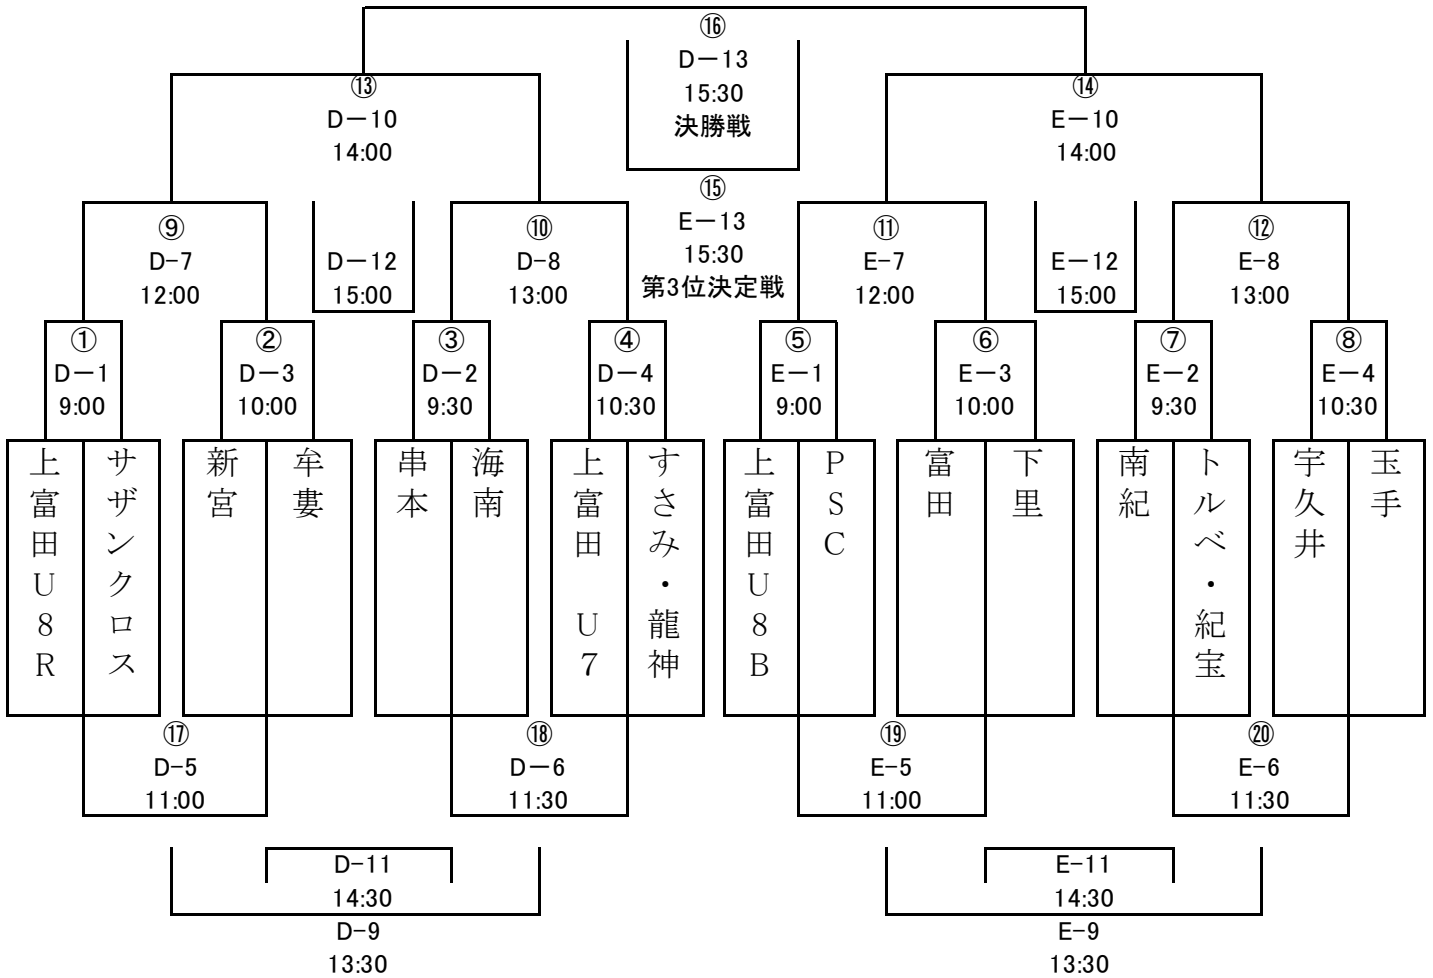 ⑯
D－13
15:30
決勝戦
⑬
D－10
14:00
⑭
E－10
14:00
⑮
E－13
15:30
第3位決定戦
⑨
D-7
12:00
D－12
15:00
⑩
D-8
13:00
⑪
E-7
12:00
E－12
15:00
⑫
E-8
13:00
①
D－1
9:00
②
D－3
10:00
③
D－2
9:30
④
D－4
10:30
⑤
E－1
9:00
⑥
E－3
10:00
⑦
E－2
9:30
⑧
E－4
10:30
上富田U8R
サザンクロス
新宮
牟婁
串本
海南
上富田 U7
すさみ・龍神
上富田U8B
PSC
富田
下里
南紀
トルベ・紀宝
宇久井
玉手
⑰
D-5
11:00
⑱
D－6
11:30
⑲
E-5
11:00
⑳
E-6
11:30
D-11
14:30
D-9
13:30
E-11
14:30
E-9
13:30